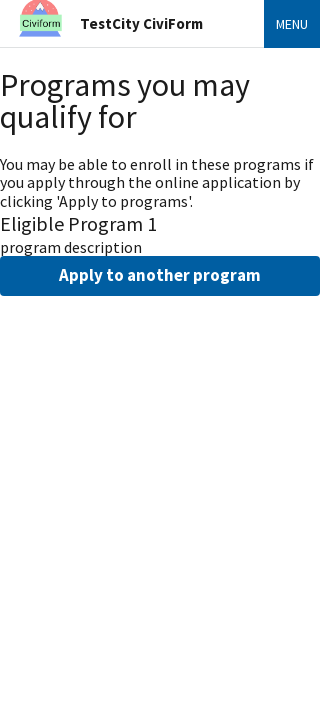 Civiform
TestCity CiviForm
MENU
Programs you may
qualify for
You may be able to enroll in these programs if
you apply through the online application by
clicking 'Apply to programs'.
Eligible Program 1
program description
Apply to another program